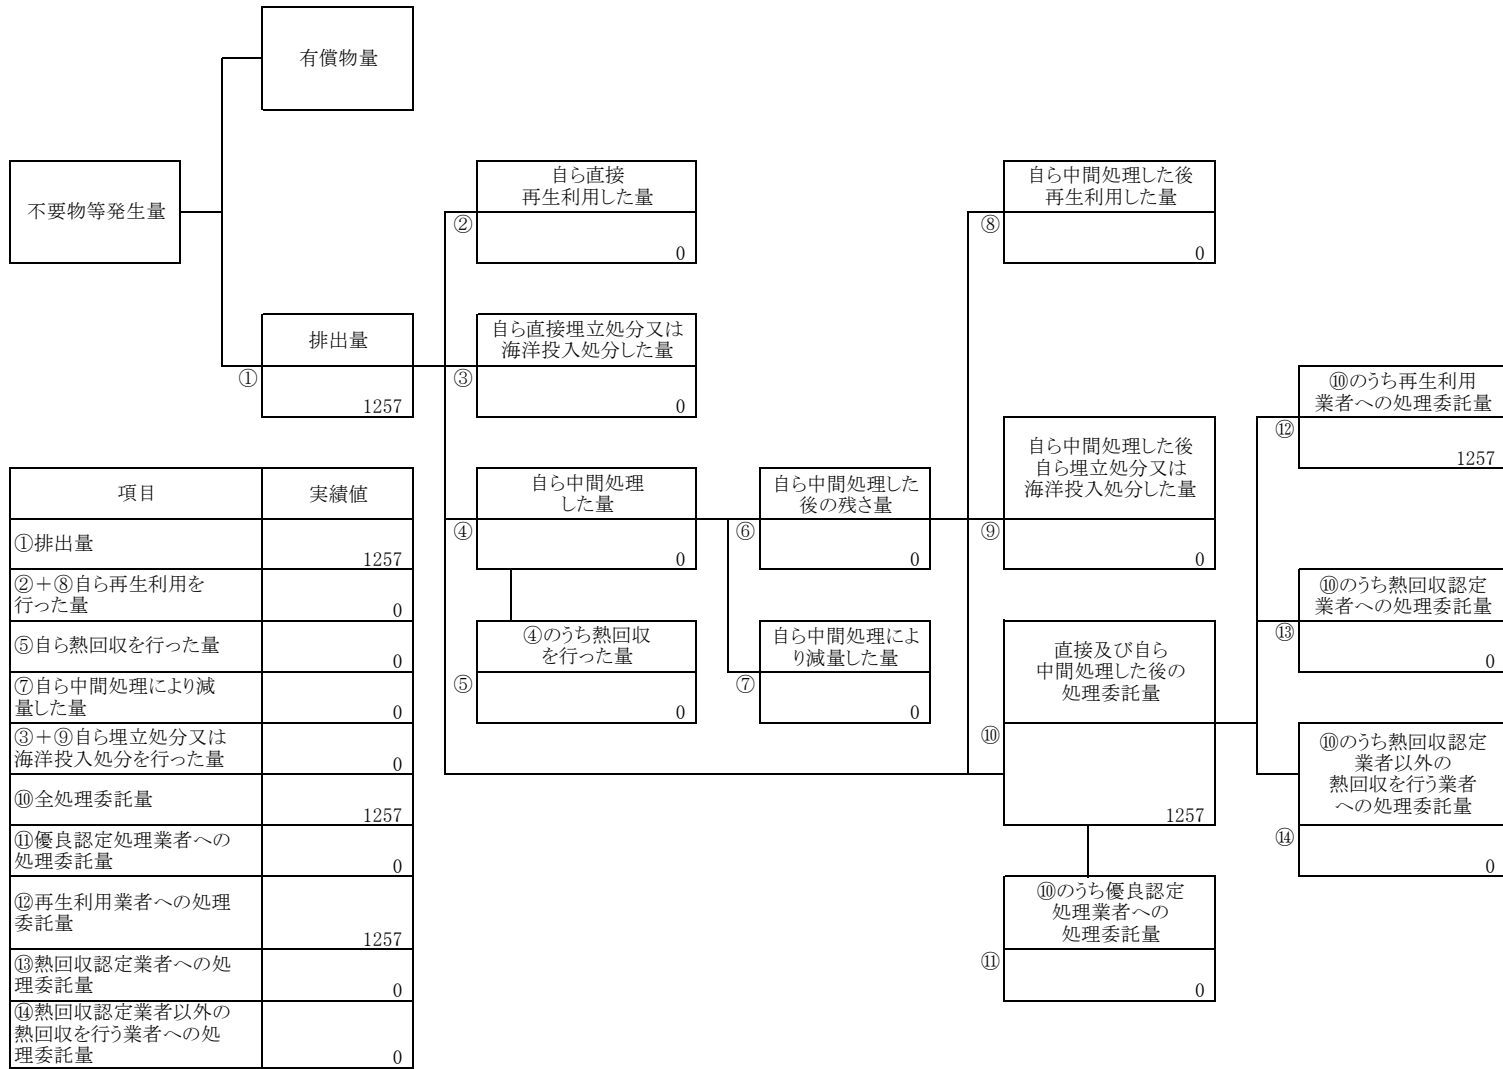 有償物量
不要物等発生量
排出量
①
1257
自ら直接
再生利用した量
②
0
自ら直接埋立処分又は
海洋投入処分した量
③
0
自ら中間処理
した量
④
0
④のうち熱回収
を行った量
⑤
0
自ら中間処理した
後の残さ量
⑥
0
自ら中間処理によ
り減量した量
⑦
0
自ら中間処理した後
再生利用した量
⑧
0
自ら中間処理した後
自ら埋立処分又は
海洋投入処分した量
⑨
0
直接及び自ら
中間処理した後の
処理委託量
⑩
1257
⑩のうち優良認定
処理業者への
処理委託量
⑪
0
⑩のうち再生利用
業者への処理委託量
⑫
1257
⑩のうち熱回収認定
業者への処理委託量
⑬
0
⑩のうち熱回収認定
業者以外の
熱回収を行う業者
への処理委託量
⑭
0
項目 実績値
①排出量
1257
②+⑧自ら再生利用を
行った量
0
⑤自ら熱回収を行った量
0
⑦自ら中間処理により減
量した量
0
③+⑨自ら埋立処分又は
海洋投入処分を行った量
0
⑩全処理委託量
1257
⑪優良認定処理業者への
処理委託量
0
⑫再生利用業者への処理
委託量
1257
⑬熱回収認定業者への処
理委託量
0
⑭熱回収認定業者以外の
熱回収を行う業者への処
理委託量
0